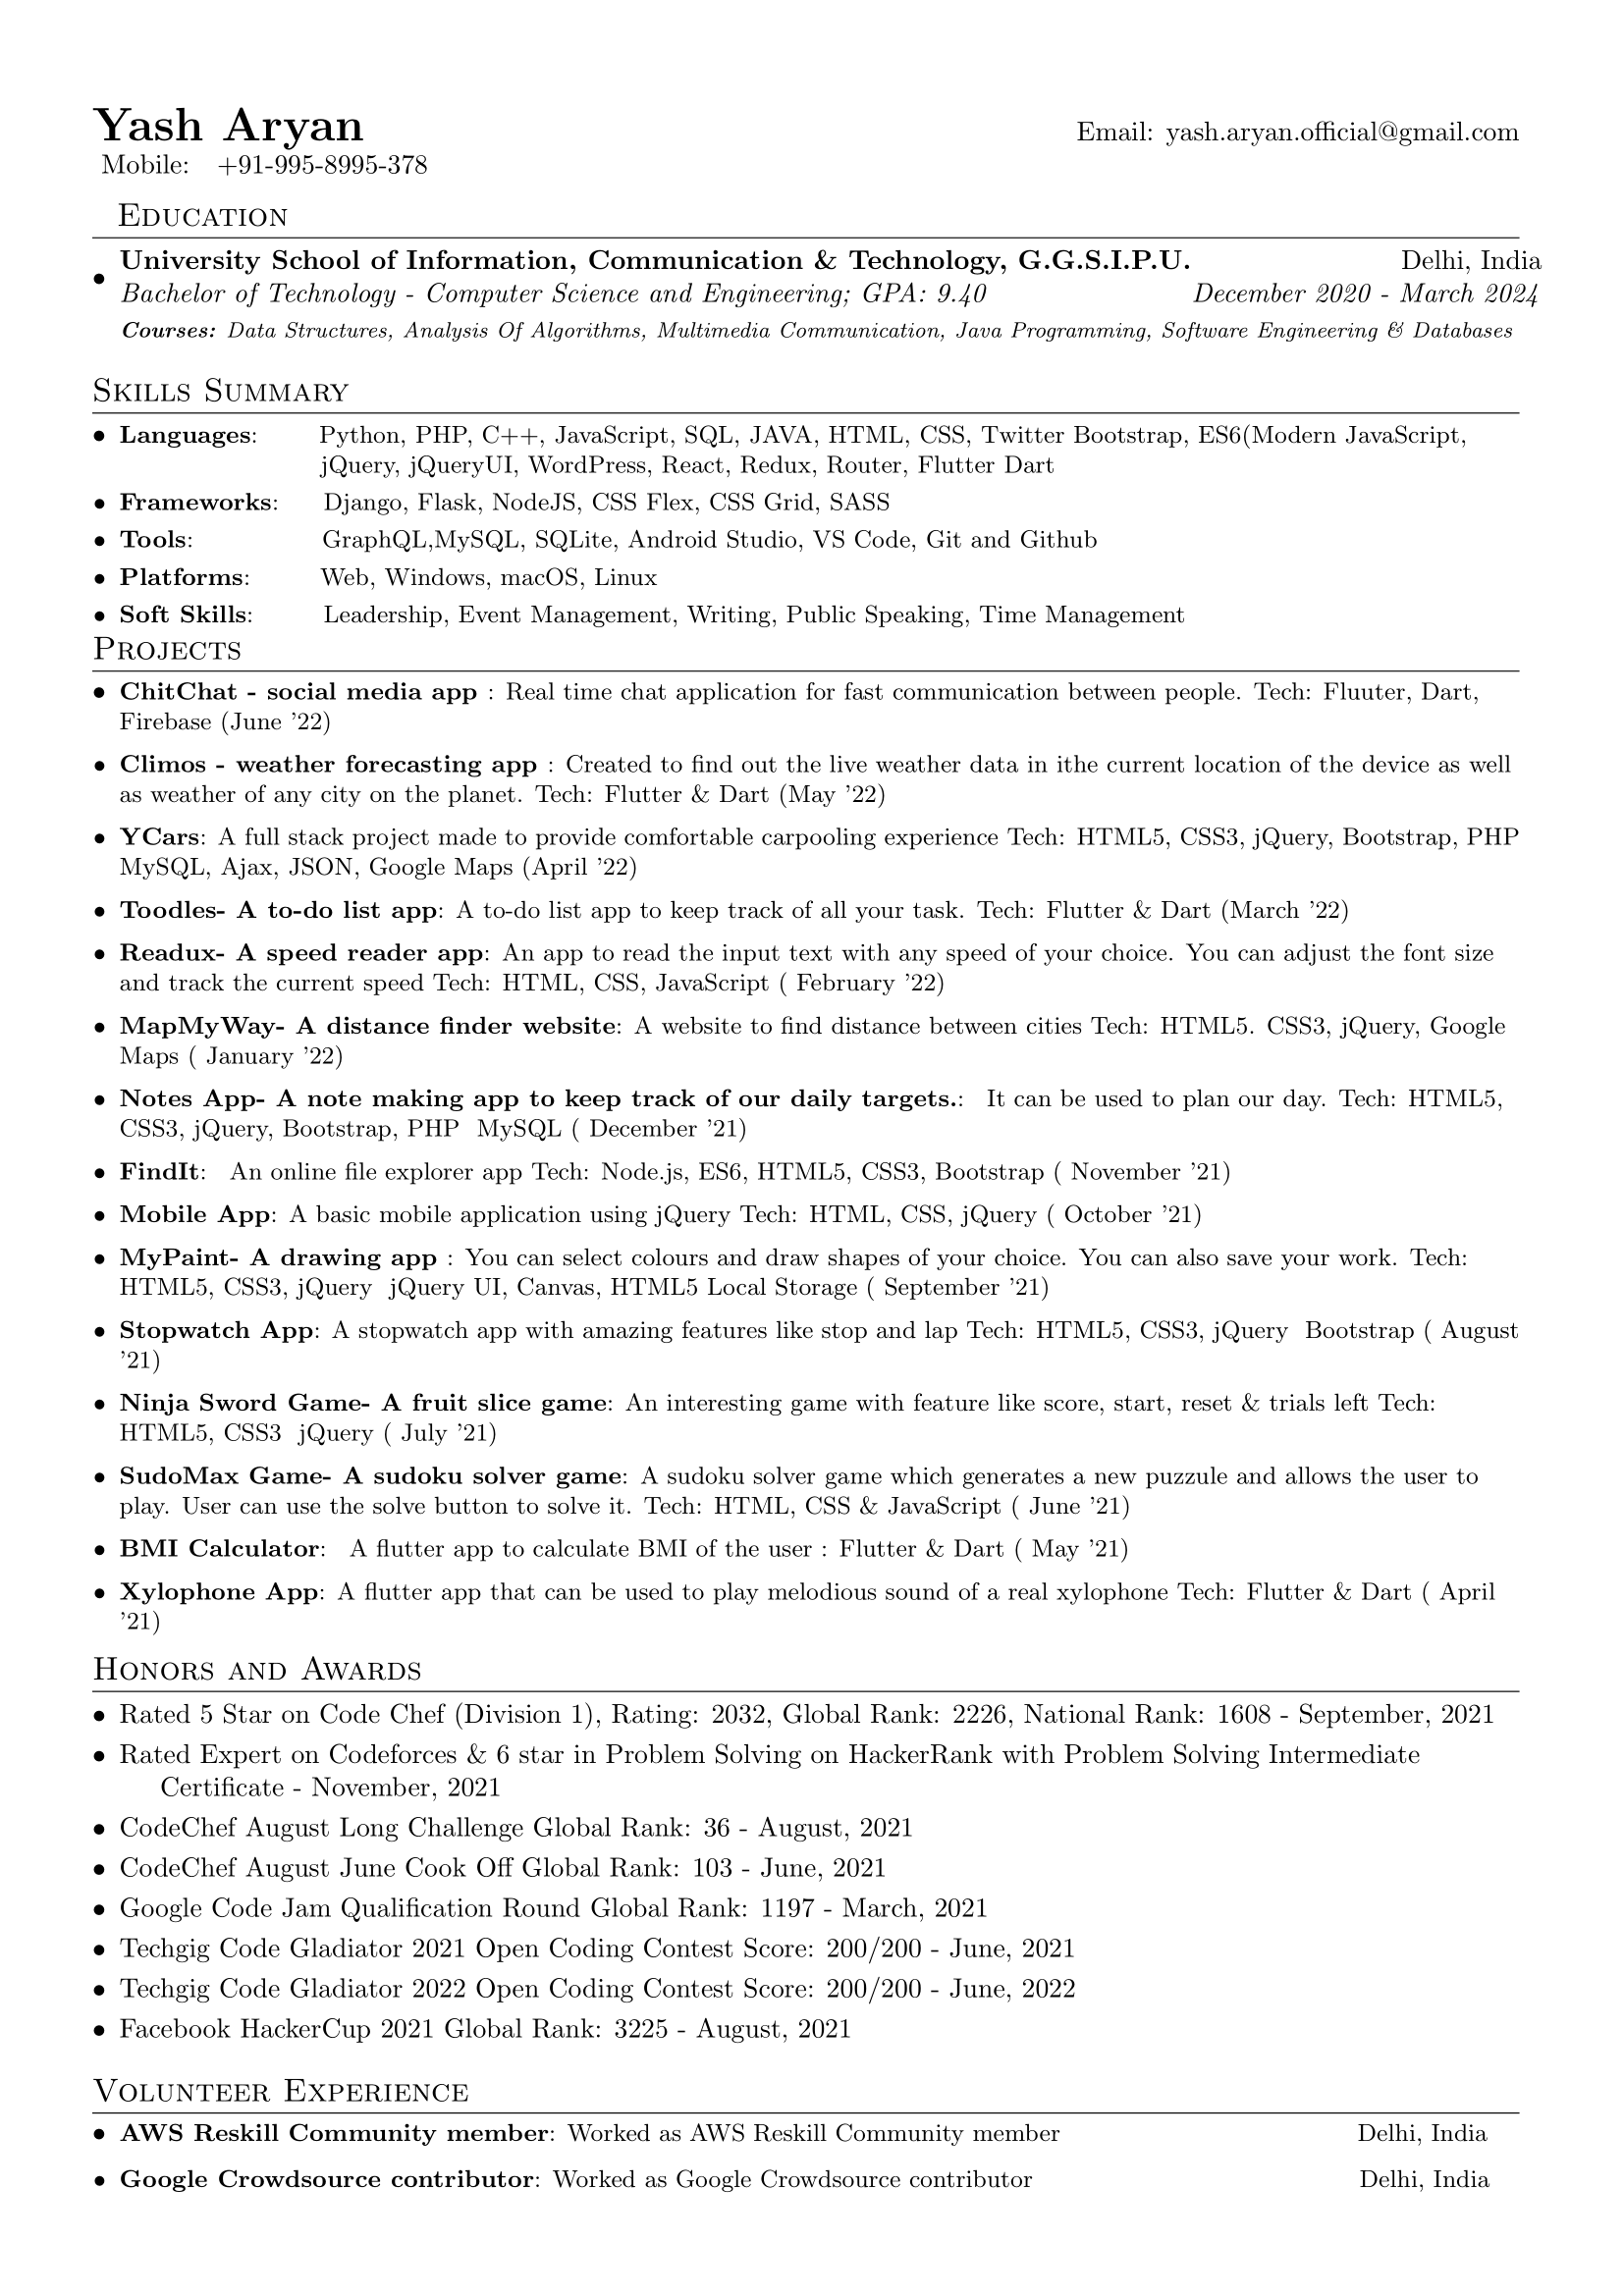 Yash Aryan Email: yash.aryan.official@gmail.com
Mobile: +91-995-8995-378
Education
• University School of Information, Communication & Technology, G.G.S.I.P.U. Delhi, India
Bachelor of Technology - Computer Science and Engineering; GPA: 9.40 December 2020 - March 2024
Courses: Data Structures, Analysis Of Algorithms, Multimedia Communication, Java Programming, Software Engineering & Databases
Skills Summary
• Languages: Python, PHP, C++, JavaScript, SQL, JAVA, HTML, CSS, Twitter Bootstrap, ES6(Modern JavaScript,
jQuery, jQueryUI, WordPress, React, Redux, Router, Flutter Dart
• Frameworks: Django, Flask, NodeJS, CSS Flex, CSS Grid, SASS
• Tools: GraphQL,MySQL, SQLite, Android Studio, VS Code, Git and Github
• Platforms: Web, Windows, macOS, Linux
• Soft Skills: Leadership, Event Management, Writing, Public Speaking, Time Management
Projects
• ChitChat - social media app : Real time chat application for fast communication between people. Tech: Fluuter, Dart,
Firebase (June ’22)
• Climos - weather forecasting app : Created to find out the live weather data in ithe current location of the device as well
as weather of any city on the planet. Tech: Flutter & Dart (May ’22)
• YCars: A full stack project made to provide comfortable carpooling experience Tech: HTML5, CSS3, jQuery, Bootstrap, PHP
MySQL, Ajax, JSON, Google Maps (April ’22)
• Toodles- A to-do list app: A to-do list app to keep track of all your task. Tech: Flutter & Dart (March ’22)
• Readux- A speed reader app: An app to read the input text with any speed of your choice. You can adjust the font size
and track the current speed Tech: HTML, CSS, JavaScript ( February ’22)
• MapMyWay- A distance finder website: A website to find distance between cities Tech: HTML5. CSS3, jQuery, Google
Maps ( January ’22)
• Notes App- A note making app to keep track of our daily targets.: It can be used to plan our day. Tech: HTML5,
CSS3, jQuery, Bootstrap, PHP MySQL ( December ’21)
• FindIt: An online file explorer app Tech: Node.js, ES6, HTML5, CSS3, Bootstrap ( November ’21)
• Mobile App: A basic mobile application using jQuery Tech: HTML, CSS, jQuery ( October ’21)
• MyPaint- A drawing app : You can select colours and draw shapes of your choice. You can also save your work. Tech:
HTML5, CSS3, jQuery jQuery UI, Canvas, HTML5 Local Storage ( September ’21)
• Stopwatch App: A stopwatch app with amazing features like stop and lap Tech: HTML5, CSS3, jQuery Bootstrap ( August
’21)
• Ninja Sword Game- A fruit slice game: An interesting game with feature like score, start, reset & trials left Tech:
HTML5, CSS3 jQuery ( July ’21)
• SudoMax Game- A sudoku solver game: A sudoku solver game which generates a new puzzule and allows the user to
play. User can use the solve button to solve it. Tech: HTML, CSS & JavaScript ( June ’21)
• BMI Calculator: A flutter app to calculate BMI of the user : Flutter & Dart ( May ’21)
• Xylophone App: A flutter app that can be used to play melodious sound of a real xylophone Tech: Flutter & Dart ( April
’21)
Honors and Awards
• Rated 5 Star on Code Chef (Division 1), Rating: 2032, Global Rank: 2226, National Rank: 1608 - September, 2021
• Rated Expert on Codeforces & 6 star in Problem Solving on HackerRank with Problem Solving Intermediate
Certificate - November, 2021
• CodeChef August Long Challenge Global Rank: 36 - August, 2021
• CodeChef August June Cook Off Global Rank: 103 - June, 2021
• Google Code Jam Qualification Round Global Rank: 1197 - March, 2021
• Techgig Code Gladiator 2021 Open Coding Contest Score: 200/200 - June, 2021
• Techgig Code Gladiator 2022 Open Coding Contest Score: 200/200 - June, 2022
• Facebook HackerCup 2021 Global Rank: 3225 - August, 2021
Volunteer Experience
• AWS Reskill Community member: Worked as AWS Reskill Community member Delhi, India
• Google Crowdsource contributor: Worked as Google Crowdsource contributor Delhi, India